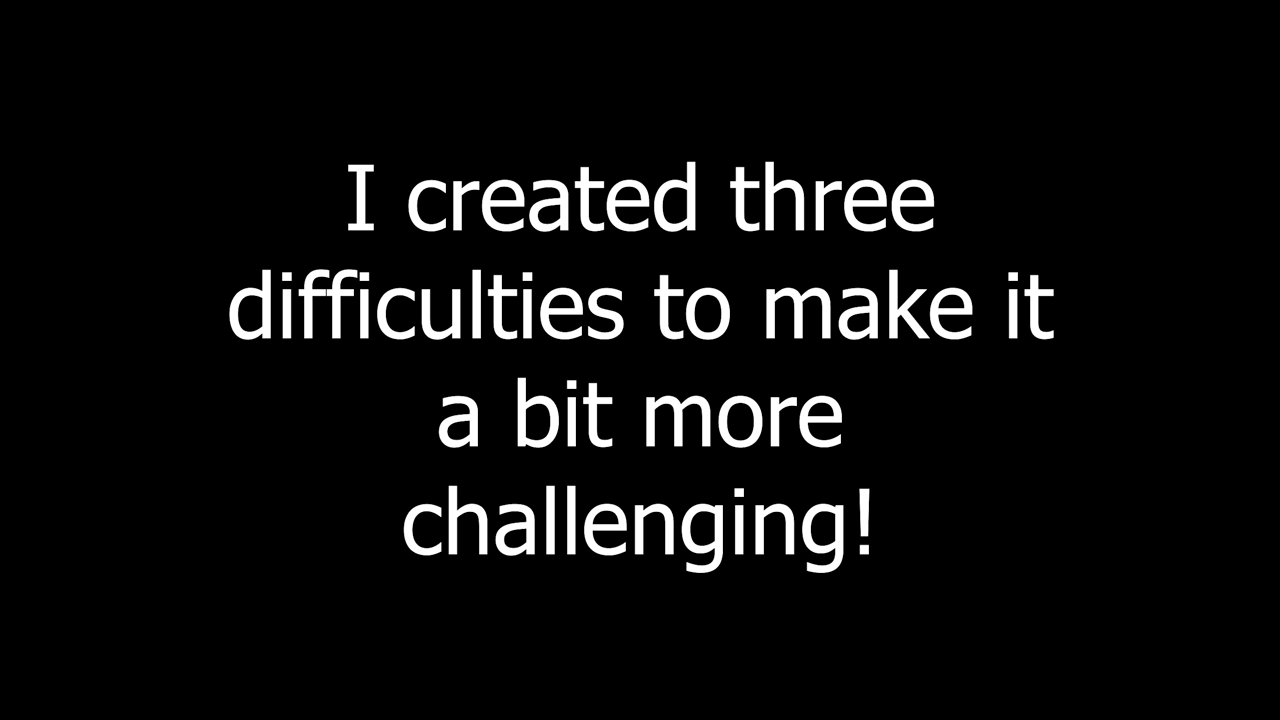 I created three
difficulties to make it
a bit more
challenging!